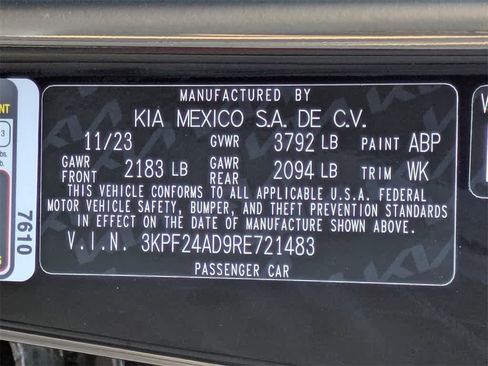 MANUFACTURED BY
KIA MEXICO S.A. DE C.V.
11/23 GVWR 3792 LB PAINT ABP
GAWR FRONT 2183 LB GAWR REAR 2094 LB TRIM WK
THIS VEHICLE CONFORMS TO ALL APPLICABLE U.S.A. FEDERAL
MOTOR VEHICLE SAFETY, BUMPER, AND THEFT PREVENTION STANDARDS
IN EFFECT ON THE DATE OF MANUFACTURE SHOWN ABOVE.
V.I.N. 3KPF24AD9RE721483
PASSENGER CAR
7610